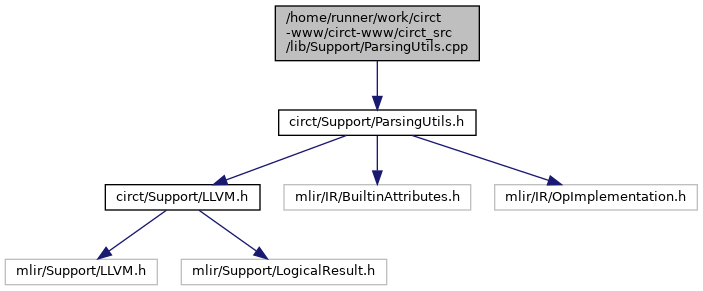 /home/runner/work/circt
-www/circt-www/circt_src
/lib/Support/ParsingUtils.cpp
circt/Support/ParsingUtils.h
circt/Support/LLVM.h
mlir/IR/BuiltinAttributes.h
mlir/IR/OpImplementation.h
mlir/Support/LLVM.h
mlir/Support/LogicalResult.h